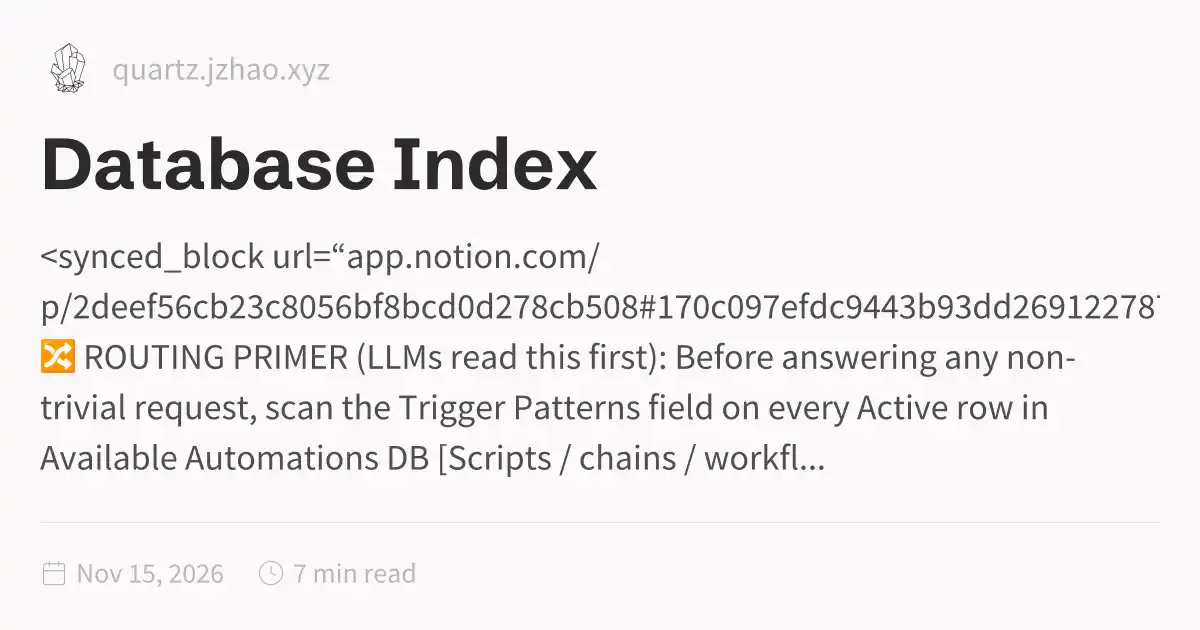 quartz.jzhao.xyz
Database Index
<synced_block url=“app.notion.com/
p/2deef56cb23c8056bf8bcd0d278cb508#170c097efdc9443b93dd269122787
🔀 ROUTING PRIMER (LLMs read this first): Before answering any non-
trivial request, scan the Trigger Patterns field on every Active row in
Available Automations DB [Scripts / chains / workfl...
Nov 15, 2026 7 min read